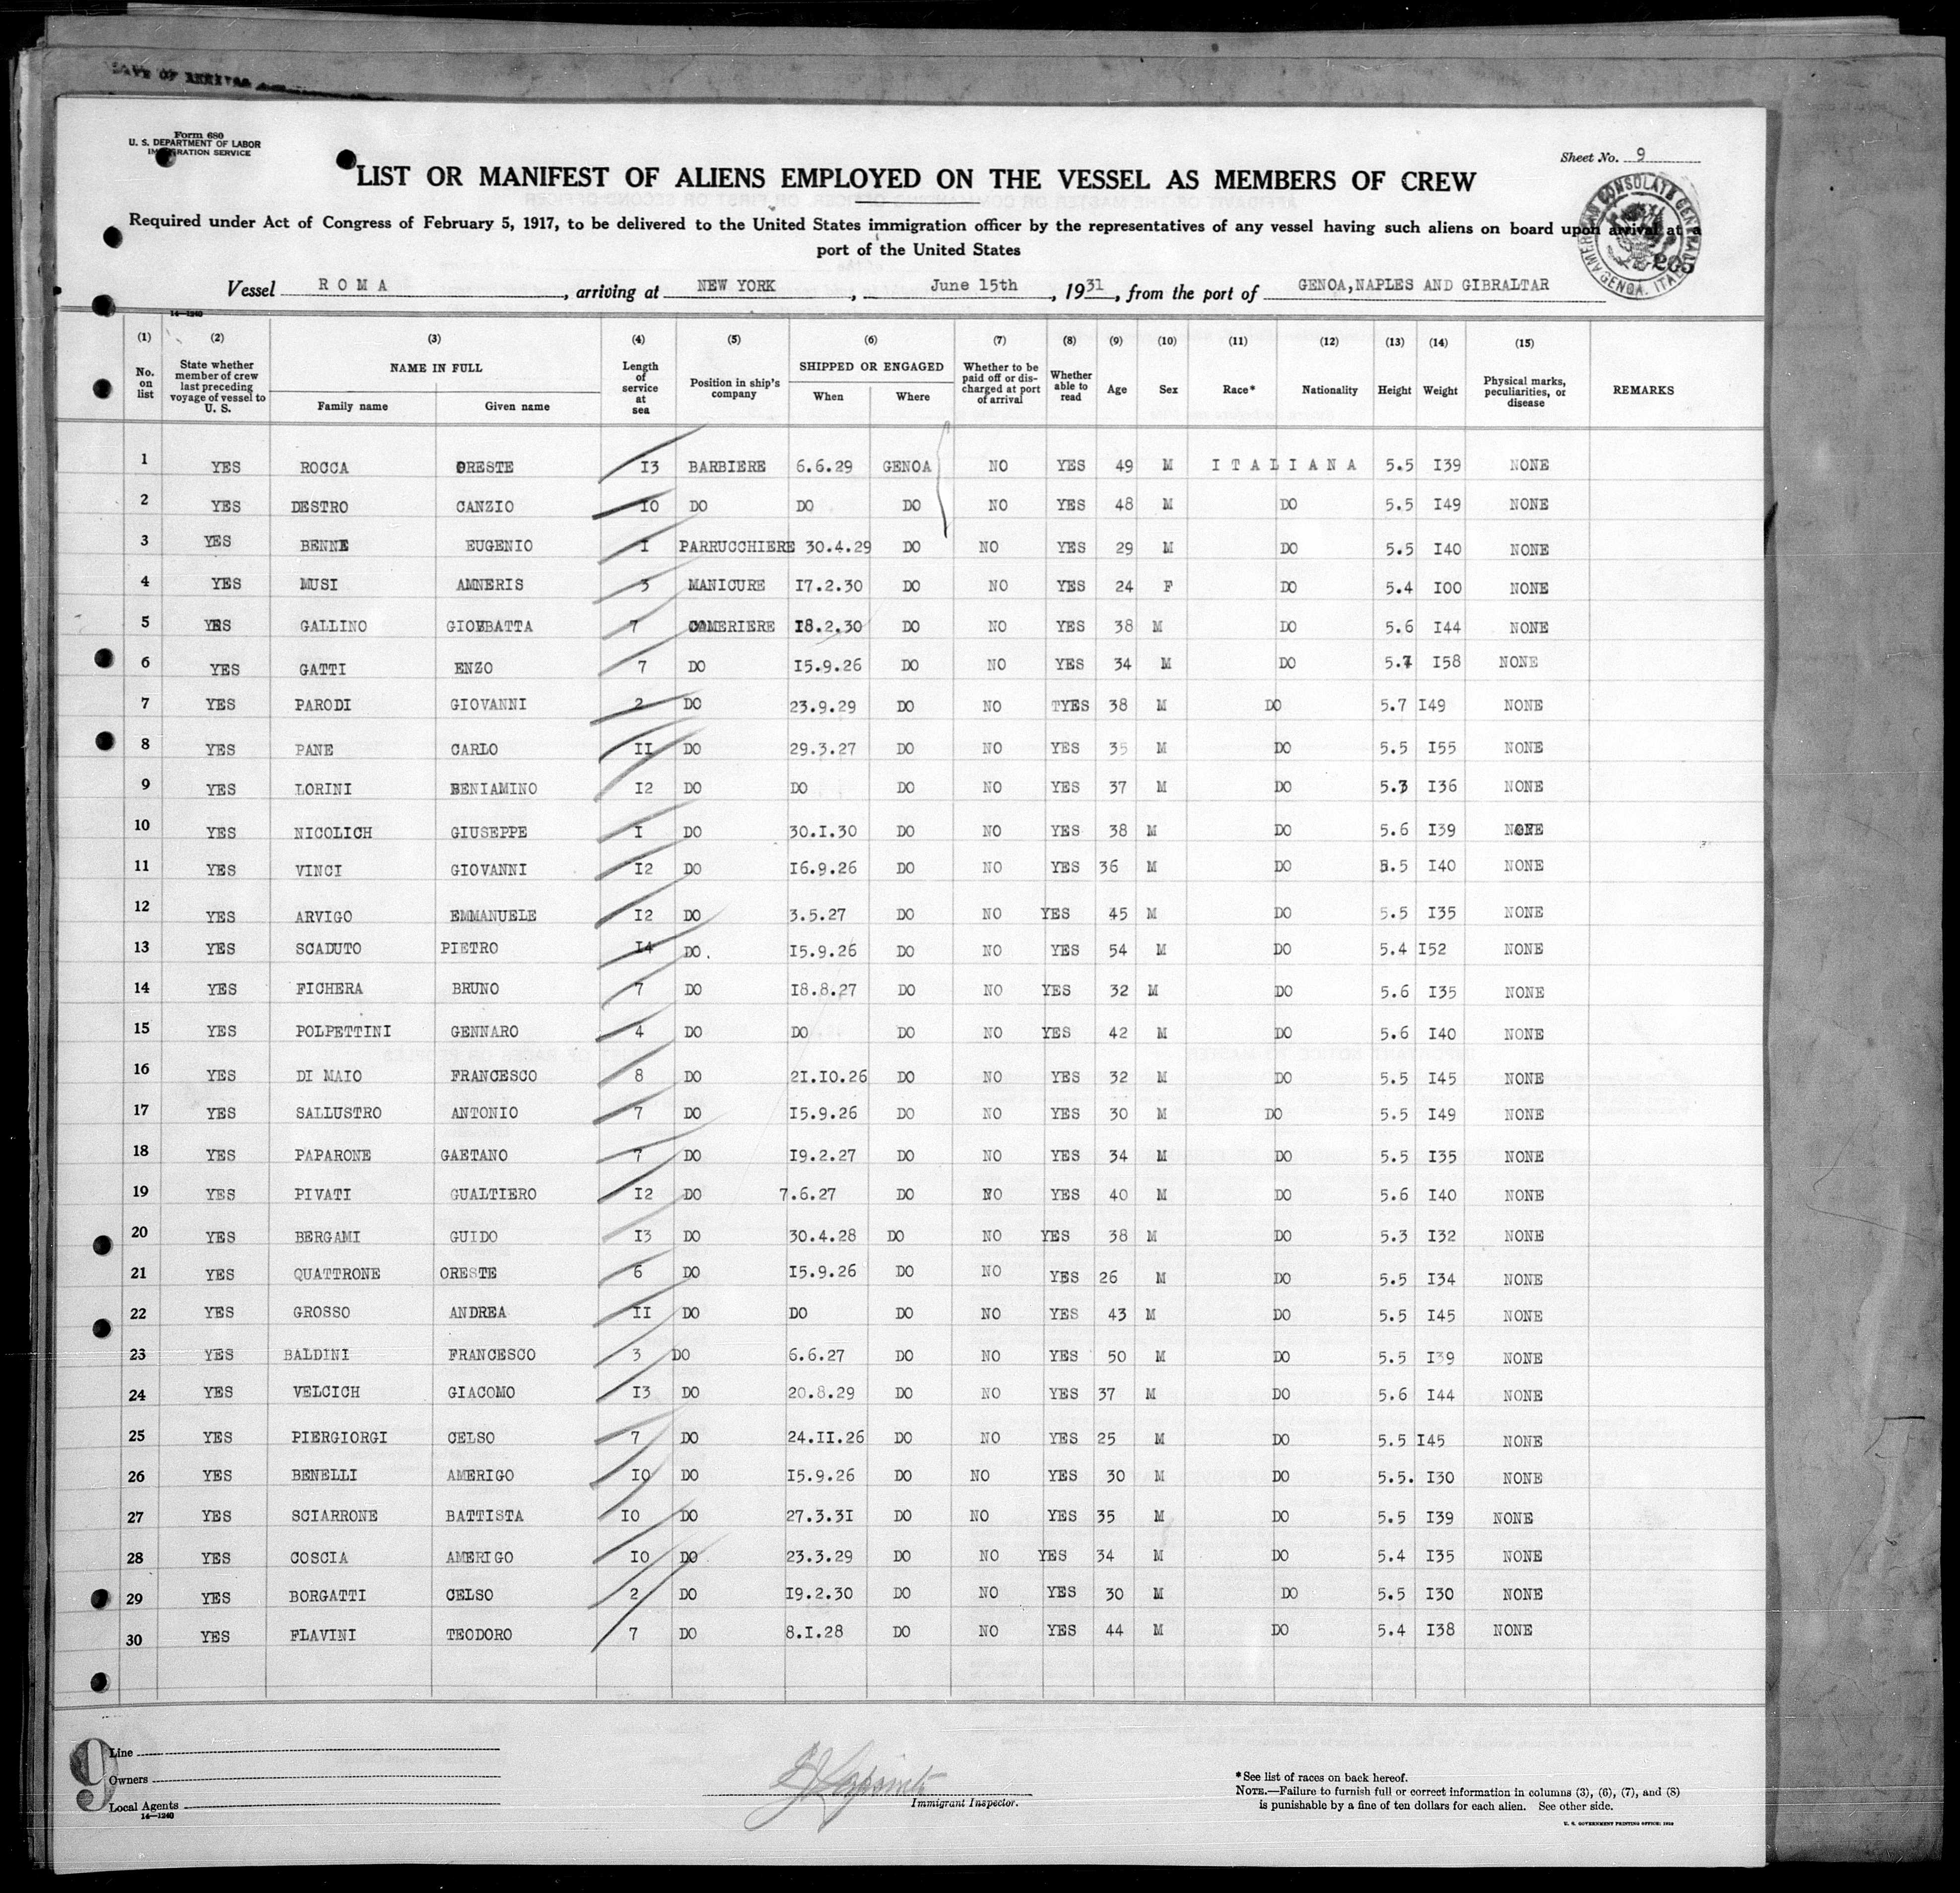 Form 680
U. S. DEPARTMENT OF LABOR
IMMIGRATION SERVICE
Sheet No. 9
LIST OR MANIFEST OF ALIENS EMPLOYED ON THE VESSEL AS MEMBERS OF CREW
Required under Act of Congress of February 5, 1917, to be delivered to the United States immigration officer by the representatives of any vessel having such aliens on board upon arrival at a
port of the United States
AMERICAN CONSULATE GENERAL GENOA, ITALY
205
Vessel ROMA, arriving at NEW YORK, June 15th, 1931, from the port of GENOA,NAPLES AND GIBRALTAR
14—1240
(1) (2) (3) (4) (5) (6) (7) (8) (9) (10) (11) (12) (13) (14) (15)
No. on list State whether member of crew last preceding voyage of vessel to U. S. NAME IN FULL Family name Given name Length of service at sea Position in ship's company SHIPPED OR ENGAGED When Where Whether to be paid off or discharged at port of arrival Whether able to read Age Sex Race* Nationality Height Weight Physical marks, peculiarities, or disease REMARKS
1 YES ROCCA ORESTE I3 BARBIERE 6.6.29 GENOA NO YES 49 M ITALIANA 5.5 I39 NONE
2 YES DESTRO CANZIO IO DO DO DO NO YES 48 M DO 5.5 I49 NONE
3 YES BENNE EUGENIO I PARRUCCHIERE 30.4.29 DO NO YES 29 M DO 5.5 I40 NONE
4 YES MUSI AMNERIS 3 MANICURE I7.2.30 DO NO YES 24 F DO 5.4 I00 NONE
5 YES GALLINO GIOVBATTA 7 CAMERIERE I8.2.30 DO NO YES 38 M DO 5.6 I44 NONE
6 YES GATTI ENZO 7 DO I5.9.26 DO NO YES 34 M DO 5.7 I58 NONE
7 YES PARODI GIOVANNI 2 DO 23.9.29 DO NO TYES 38 M DO 5.7 I49 NONE
8 YES PANE CARLO II DO 29.3.27 DO NO YES 35 M DO 5.5 I55 NONE
9 YES LORINI BENIAMINO I2 DO DO DO NO YES 37 M DO 5.3 I36 NONE
10 YES NICOLICH GIUSEPPE I DO 30.I.30 DO NO YES 38 M DO 5.6 I39 NONE
11 YES VINCI GIOVANNI I2 DO I6.9.26 DO NO YES 36 M DO 5.5 I40 NONE
12 YES ARVIGO EMMANUELE I2 DO 3.5.27 DO NO YES 45 M DO 5.5 I35 NONE
13 YES SCADUTO PIETRO I4 DO. I5.9.26 DO NO YES 54 M DO 5.4 I52 NONE
14 YES FICHERA BRUNO 7 DO I8.8.27 DO NO YES 32 M DO 5.6 I35 NONE
15 YES POLPETTINI GENNARO 4 DO DO DO NO YES 42 M DO 5.6 I40 NONE
16 YES DI MAIO FRANCESCO 8 DO 2I.I0.26 DO NO YES 32 M DO 5.5 I45 NONE
17 YES SALLUSTRO ANTONIO 7 DO I5.9.26 DO NO YES 30 M DO 5.5 I49 NONE
18 YES PAPARONE GAETANO 7 DO I9.2.27 DO NO YES 34 M DO 5.5 I35 NONE
19 YES PIVATI GUALTIERO I2 DO 7.6.27 DO NO YES 40 M DO 5.6 I40 NONE
20 YES BERGAMI GUIDO I3 DO 30.4.28 DO NO YES 38 M DO 5.3 I32 NONE
21 YES QUATTRONE ORESTE 6 DO I5.9.26 DO NO YES 26 M DO 5.5 I34 NONE
22 YES GROSSO ANDREA II DO DO DO NO YES 43 M DO 5.5 I45 NONE
23 YES BALDINI FRANCESCO 3 DO 6.6.27 DO NO YES 50 M DO 5.5 I39 NONE
24 YES VELCICH GIACOMO I3 DO 20.8.29 DO NO YES 37 M DO 5.6 I44 NONE
25 YES PIERGIORGI CELSO 7 DO 24.II.26 DO NO YES 25 M DO 5.5 I45 NONE
26 YES BENELLI AMERIGO IO DO I5.9.26 DO NO YES 30 M DO 5.5. I30 NONE
27 YES SCIARRONE BATTISTA IO DO 27.3.3I DO NO YES 35 M DO 5.5 I39 NONE
28 YES COSCIA AMERIGO IO DO 23.3.29 DO NO YES 34 M DO 5.4 I35 NONE
29 YES BORGATTI CELSO 2 DO I9.2.30 DO NO YES 30 M DO 5.5 I30 NONE
30 YES FLAVINI TEODORO 7 DO 8.I.28 DO NO YES 44 M DO 5.4 I38 NONE
9
Line
Owners
Local Agents
14—1240
Immigrant Inspector.
*See list of races on back hereof.
NOTE.—Failure to furnish full or correct information in columns (3), (6), (7), and (8)
is punishable by a fine of ten dollars for each alien. See other side.
U. S. GOVERNMENT PRINTING OFFICE: